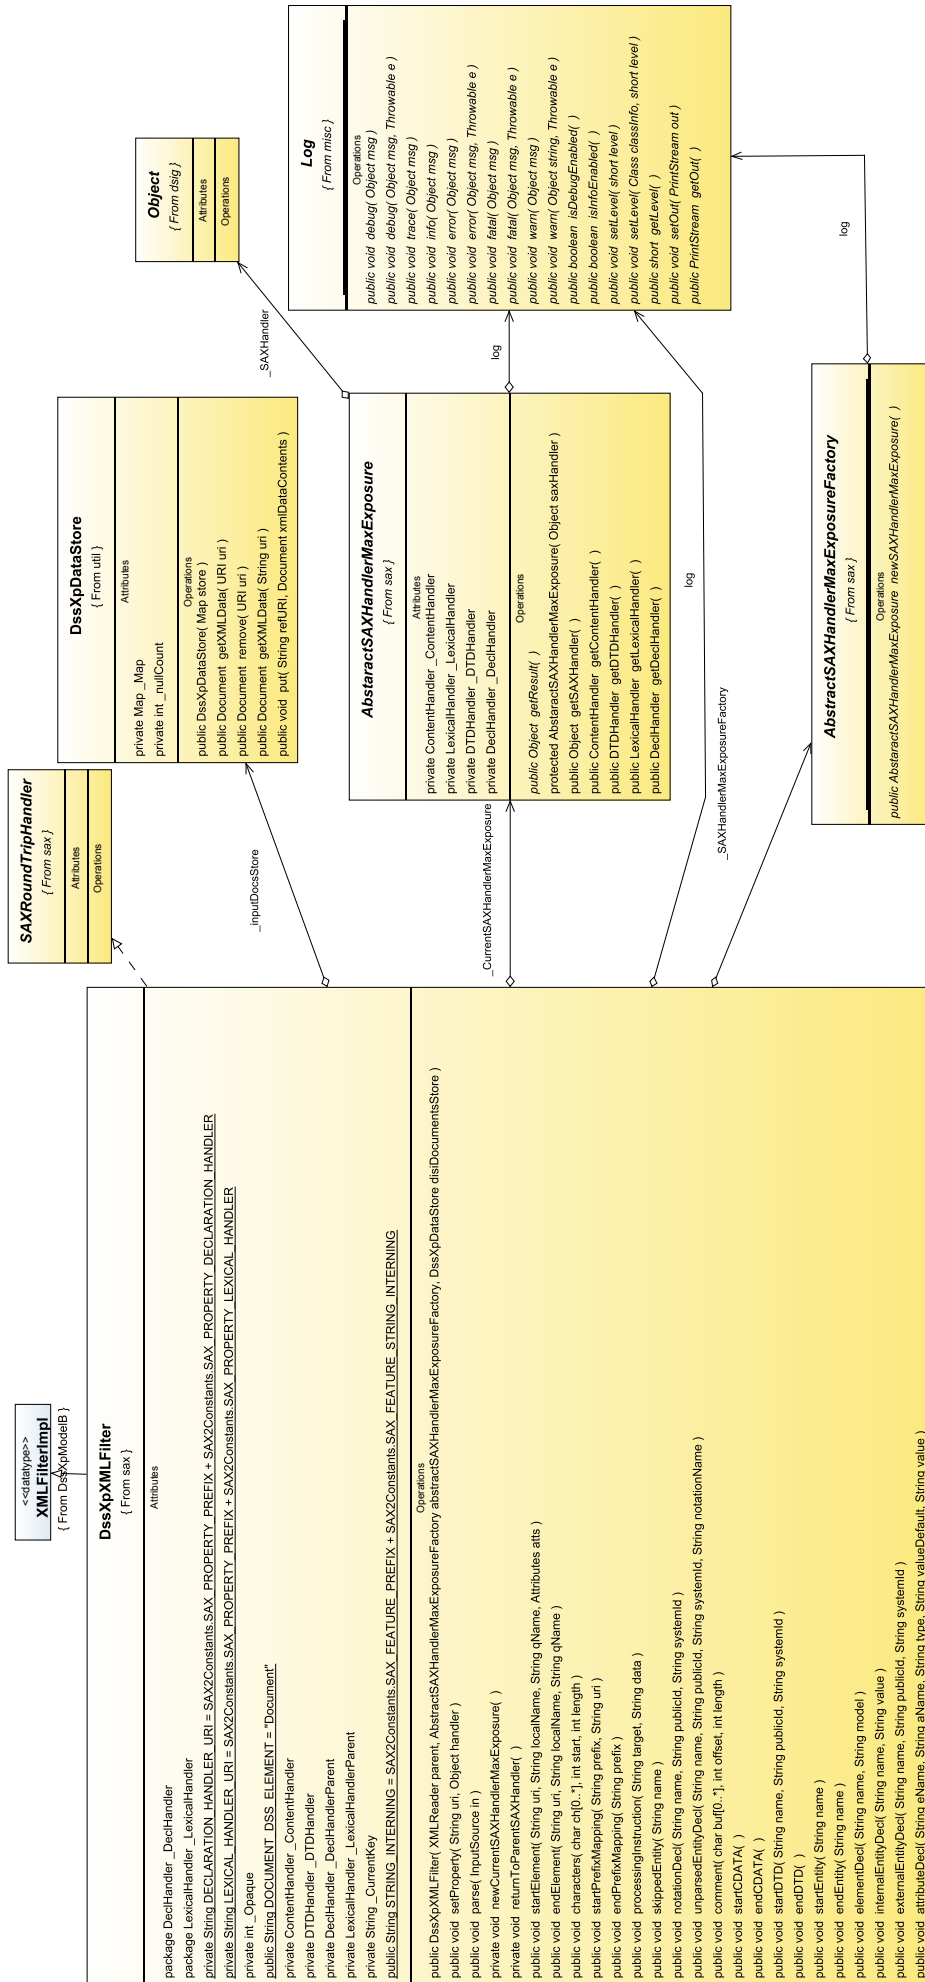 <<datatype>>
XMLFilterImpl
{ From DssXpModelB }
DssXpXMLFilter
{ From sax }
Attributes
package DeclHandler _DeclHandler
package LexicalHandler _LexicalHandler
private String DECLARATION_HANDLER_URI = SAX2Constants.SAX_PROPERTY_PREFIX + SAX2Constants.SAX_PROPERTY_DECLARATION_HANDLER
private String LEXICAL_HANDLER_URI = SAX2Constants.SAX_PROPERTY_PREFIX + SAX2Constants.SAX_PROPERTY_LEXICAL_HANDLER
private int _Opaque
public String DOCUMENT_DSS_ELEMENT = "Document"
private ContentHandler _ContentHandler
private DTDHandler _DTDHandler
private DeclHandler _DeclHandlerParent
private LexicalHandler _LexicalHandlerParent
private String _CurrentKey
public String STRING_INTERNING = SAX2Constants.SAX_FEATURE_PREFIX + SAX2Constants.SAX_FEATURE_STRING_INTERNING
Operations
public DssXpXMLFilter( XMLReader parent, AbstractSAXHandlerMaxExposureFactory abstractSAXHandlerMaxExposureFactory, DssXpDataStore disiDocumentsStore )
public void setProperty( String uri, Object handler )
public void parse( InputSource in )
private void newCurrentSAXHandlerMaxExposure( )
private void returnToParentSAXHandler( )
public void startElement( String uri, String localName, String qName, Attributes atts )
public void endElement( String uri, String localName, String qName )
public void characters( char ch[0..*], int start, int length )
public void startPrefixMapping( String prefix, String uri )
public void endPrefixMapping( String prefix )
public void processingInstruction( String target, String data )
public void skippedEntity( String name )
public void notationDecl( String name, String publicId, String systemId )
public void unparsedEntityDecl( String name, String publicId, String systemId, String notationName )
public void comment( char buf[0..*], int offset, int length )
public void startCDATA( )
public void endCDATA( )
public void startDTD( String name, String publicId, String systemId )
public void endDTD( )
public void startEntity( String name )
public void endEntity( String name )
public void elementDecl( String name, String model )
public void internalEntityDecl( String name, String value )
public void externalEntityDecl( String name, String publicId, String systemId )
public void attributeDecl( String eName, String aName, String type, String valueDefault, String value )
SAXRoundTripHandler
{ From sax }
Attributes
Operations
_inputDocsStore
_CurrentSAXHandlerMaxExposure
log
_SAXHandlerMaxExposureFactory
DssXpDataStore
{ From util }
Attributes
private Map _Map
private int _nullCount
Operations
public DssXpDataStore( Map store )
public Document getXMLData( URI uri )
public Document remove( URI uri )
public Document getXMLData( String uri )
public void put( String refURI, Document xmlDataContents )
AbstaractSAXHandlerMaxExposure
{ From sax }
Attributes
private ContentHandler _ContentHandler
private LexicalHandler _LexicalHandler
private DTDHandler _DTDHandler
private DeclHandler _DeclHandler
Operations
public Object getResult( )
protected AbstaractSAXHandlerMaxExposure( Object saxHandler )
public Object getSAXHandler( )
public ContentHandler getContentHandler( )
public DTDHandler getDTDHandler( )
public LexicalHandler getLexicalHandler( )
public DeclHandler getDeclHandler( )
AbstractSAXHandlerMaxExposureFactory
{ From sax }
Operations
public AbstaractSAXHandlerMaxExposure newSAXHandlerMaxExposure( )
_SAXHandler
log
log
Object
{ From dsig }
Attributes
Operations
Log
{ From misc }
Operations
public void debug( Object msg )
public void debug( Object msg, Throwable e )
public void trace( Object msg )
public void info( Object msg )
public void error( Object msg )
public void error( Object msg, Throwable e )
public void fatal( Object msg )
public void fatal( Object msg, Throwable e )
public void warn( Object msg )
public void warn( Object string, Throwable e )
public boolean isDebugEnabled( )
public boolean isInfoEnabled( )
public void setLevel( short level )
public void setLevel( Class classInfo, short level )
public short getLevel( )
public void setOut( PrintStream out )
public PrintStream getOut( )